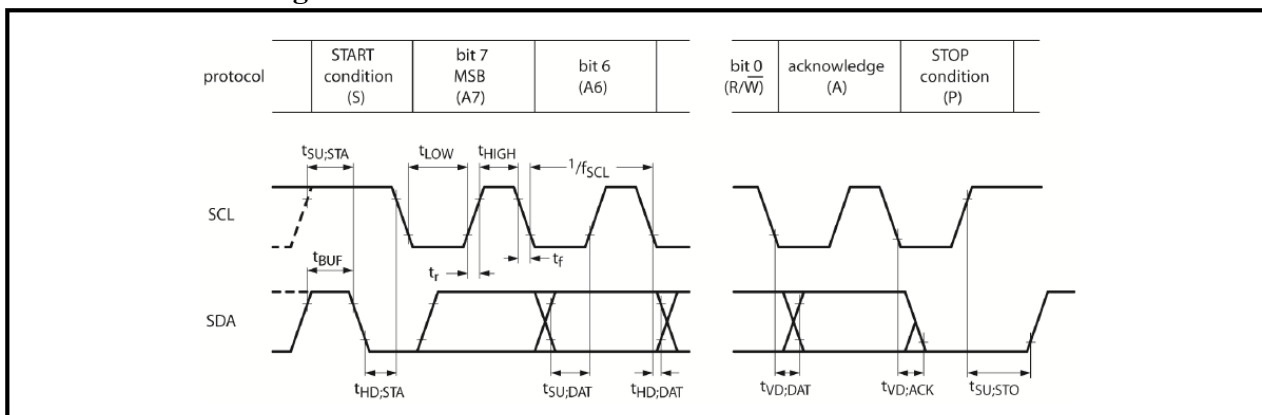 protocol
START
condition
(S)
bit 7
MSB
(A7)
bit 6
(A6)
bit 0
(R/W̅)
acknowledge
(A)
STOP
condition
(P)
tSU;STA
tLOW
tHIGH
1/fSCL
SCL
tBUF
tr
tf
SDA
tHD;STA
tSU;DAT
tHD;DAT
tVD;DAT
tVD;ACK
tSU;STO